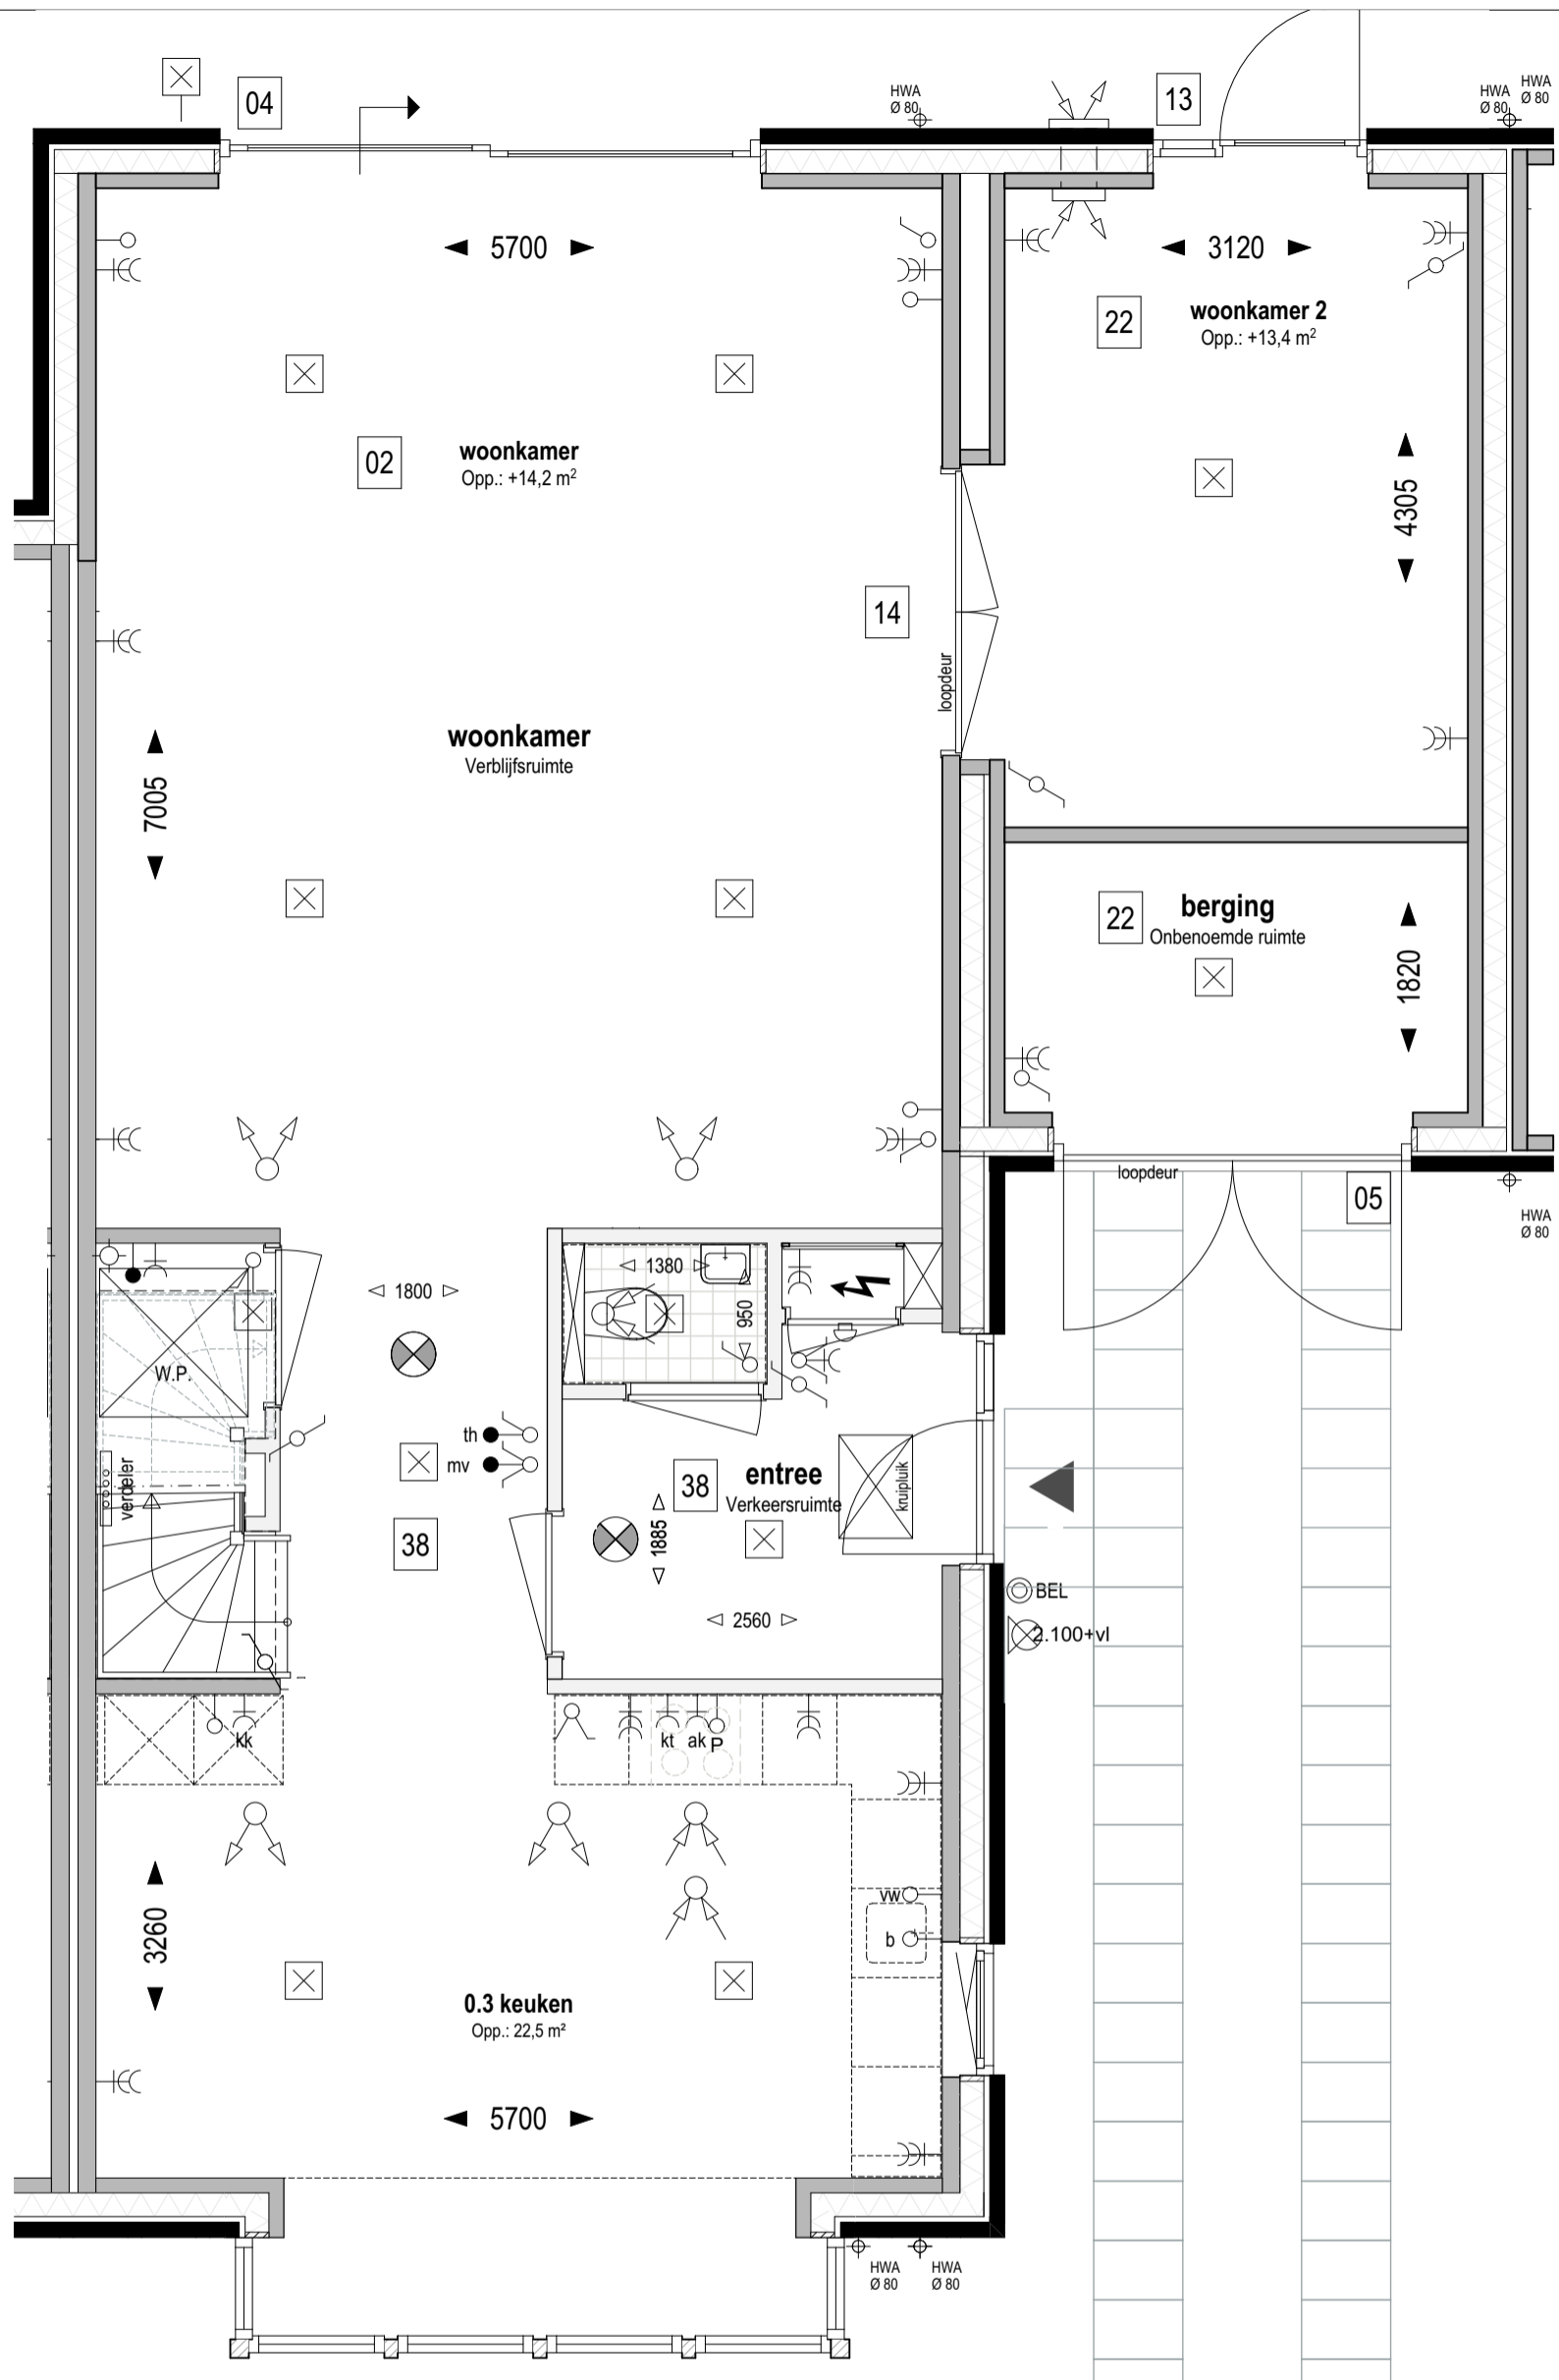 04
HWA
Ø 80
13
HWA
Ø 80
HWA
Ø 80
5700
3120
22
woonkamer 2
Opp.: +13,4 m²
02
woonkamer
Opp.: +14,2 m²
4305
14
loopdeur
woonkamer
Verblijfsruimte
7005
22
berging
Onbenoemde ruimte
1820
loopdeur
05
HWA
Ø 80
1800
1380
950
W.P.
th
mv
verdeler
38
38
entree
Verkeersruimte
kruipluik
1885
2560
BEL
2.100+vl
kk
kt
ak
P
vw
b
3260
0.3 keuken
Opp.: 22,5 m²
5700
HWA
Ø 80
HWA
Ø 80